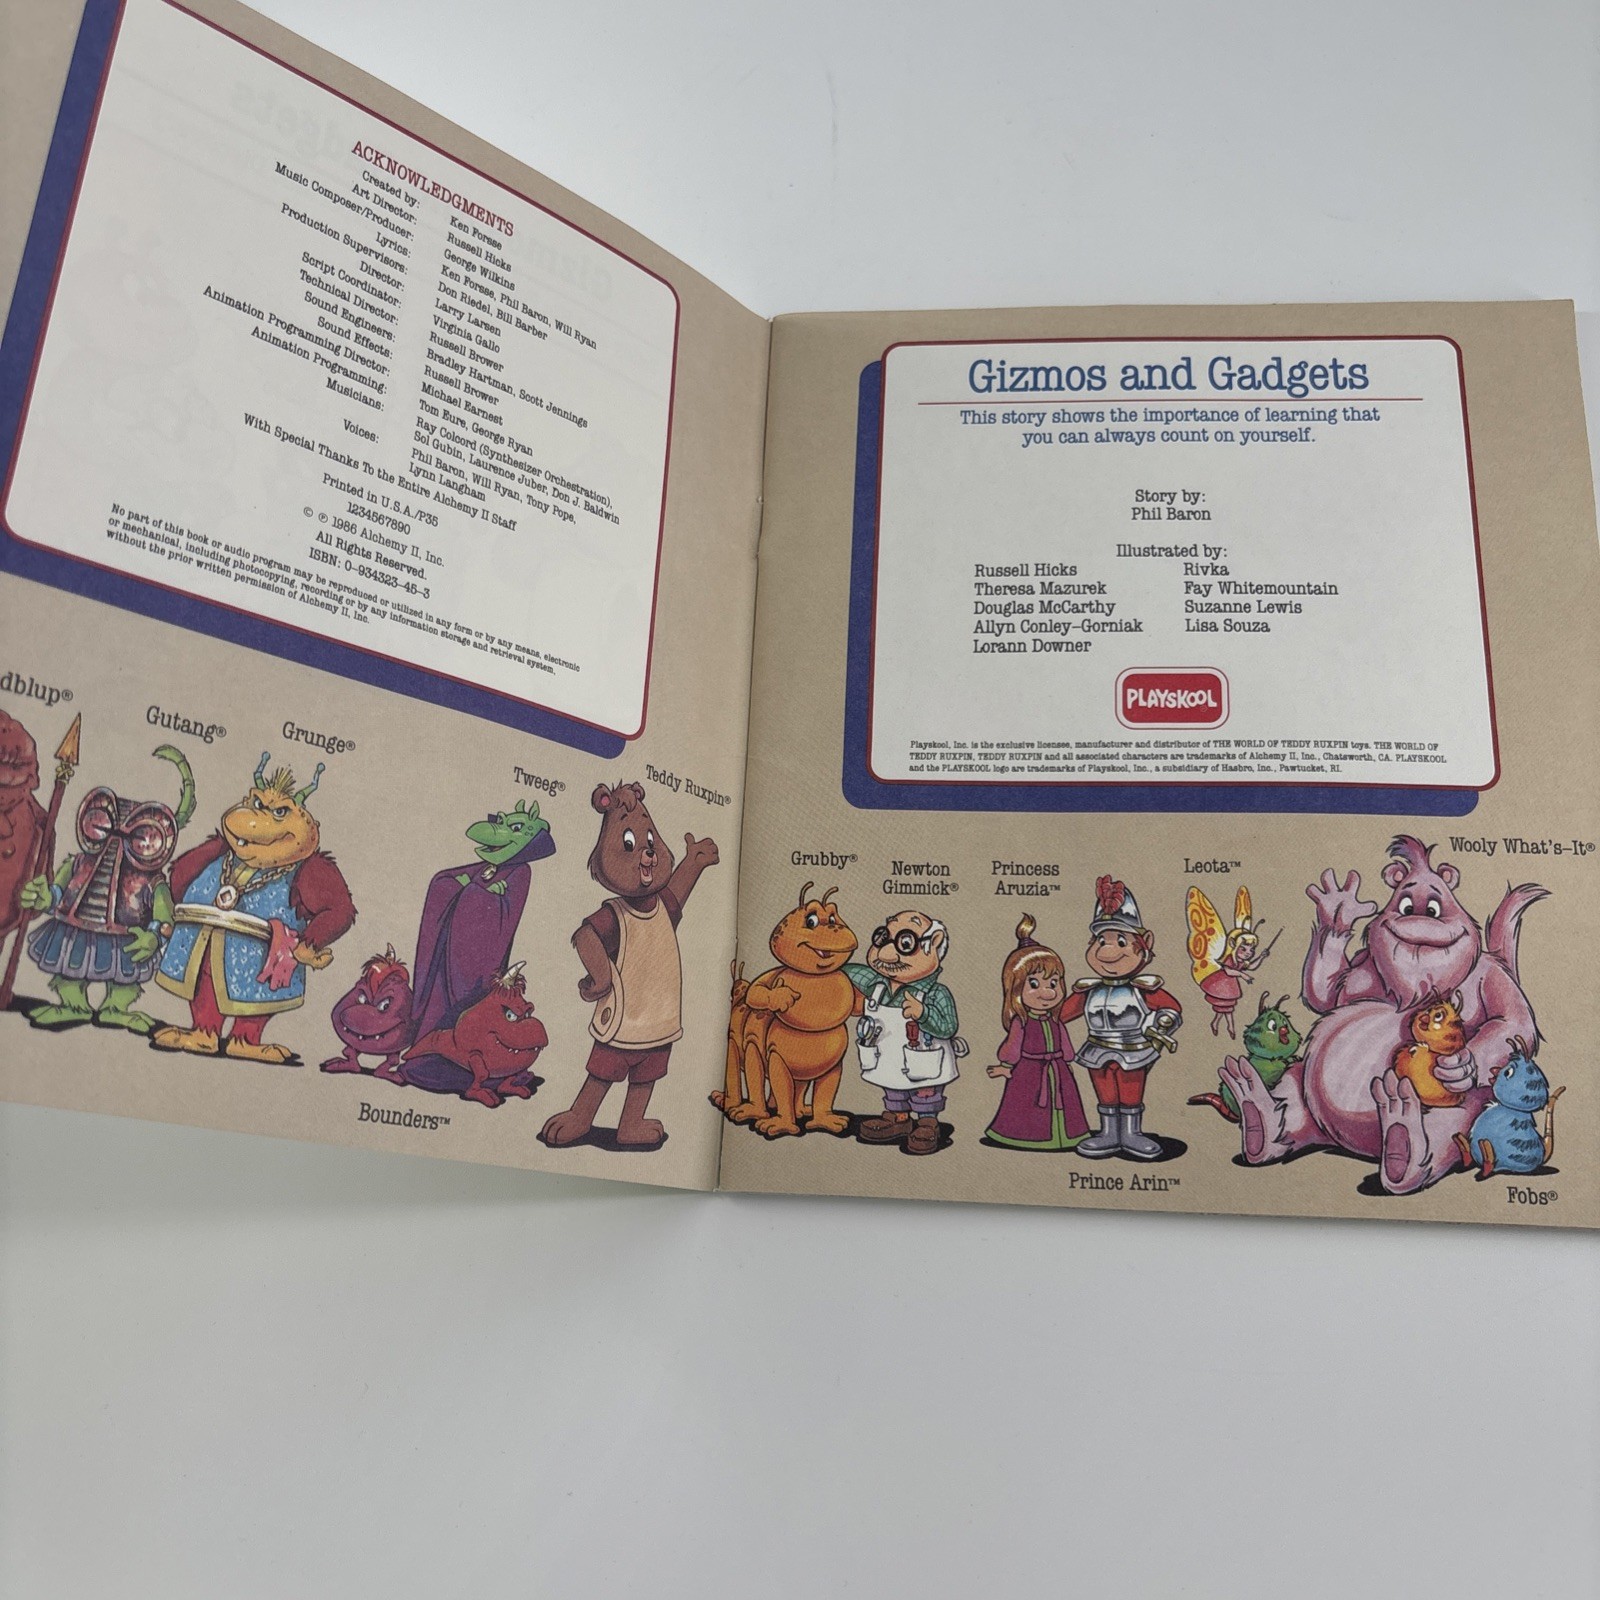 ACKNOWLEDGMENTS
Created by: Ken Forsse
Art Director: Russell Hicks
Music Composer/Producer: George Wilkins
Lyrics: Ken Forsse, Phil Baron, Will Ryan
Production Supervisors: Don Riedel, Bill Barber
Director: Larry Larsen
Script Coordinator: Virginia Gallo
Technical Director: Russell Brower
Sound Engineers: Bradley Hartman, Scott Jennings
Sound Effects: Russell Brower
Animation Programming Director: Michael Earnest
Animation Programming: Tom Eure, George Ryan
Musicians: Ray Colcord (Synthesizer Orchestration),
Sol Gubin, Laurence Juber, Don J. Baldwin
Voices: Phil Baron, Will Ryan, Tony Pope,
Lynn Langham
With Special Thanks To the Entire Alchemy II Staff
Printed in U.S.A./P35
1234567890
© ℗ 1986 Alchemy II, Inc.
All Rights Reserved.
ISBN: 0-934323-45-3
No part of this book or audio program may be reproduced or utilized in any form or by any means, electronic
or mechanical, including photocopying, recording or by any information storage and retrieval system,
without the prior written permission of Alchemy II, Inc.
dblup®
Gutang®
Grunge®
Tweeg®
Teddy Ruxpin®
Bounders™
Gizmos and Gadgets
This story shows the importance of learning that
you can always count on yourself.
Story by:
Phil Baron
Illustrated by:
Russell Hicks
Theresa Mazurek
Douglas McCarthy
Allyn Conley-Gorniak
Lorann Downer
Rivka
Fay Whitemountain
Suzanne Lewis
Lisa Souza
PLAYSKOOL
Playskool, Inc. is the exclusive licensee, manufacturer and distributor of THE WORLD OF TEDDY RUXPIN toys. THE WORLD OF
TEDDY RUXPIN, TEDDY RUXPIN and all associated characters are trademarks of Alchemy II, Inc., Chatsworth, CA. PLAYSKOOL
and the PLAYSKOOL logo are trademarks of Playskool, Inc., a subsidiary of Hasbro, Inc., Pawtucket, RI.
Grubby®
Newton
Gimmick®
Princess
Aruzia™
Leota™
Wooly What's-It®
Prince Arin™
Fobs®